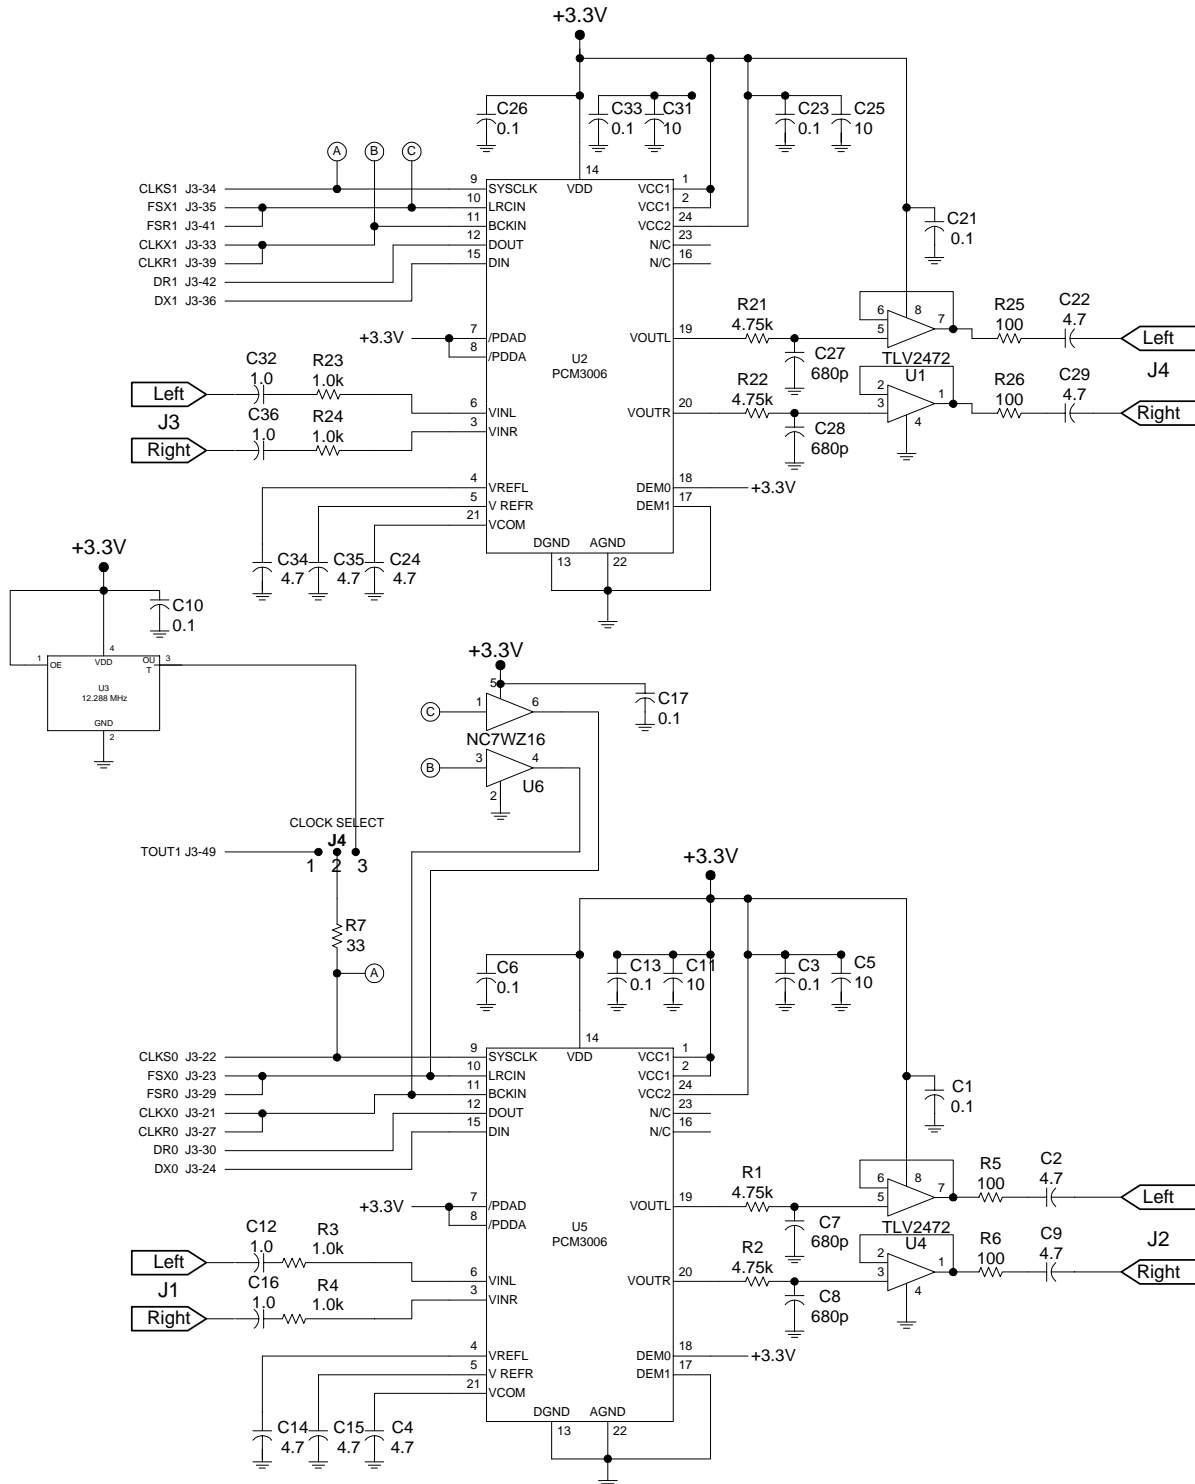 +3.3V
C26
0.1
C33
0.1
C31
10
C23
0.1
C25
10
A
B
C
CLKS1 J3-34
FSX1 J3-35
FSR1 J3-41
CLKX1 J3-33
CLKR1 J3-39
DR1 J3-42
DX1 J3-36
9
10
11
12
15
SYSCLK
LRCIN
BCKIN
DOUT
DIN
14
VDD
VCC1
VCC1
VCC2
N/C
N/C
1
2
24
23
16
C21
0.1
+3.3V
7
8
/PDAD
/PDDA
U2
PCM3006
VOUTL
19
R21
4.75k
C27
680p
6
5
8
7
TLV2472
U1
R25
100
C22
4.7
Left
J4
C32
1.0
R23
1.0k
Left
J3
C36
1.0
R24
1.0k
Right
6
3
VINL
VINR
VOUTR
20
R22
4.75k
C28
680p
2
3
1
4
R26
100
C29
4.7
Right
4
5
21
VREFL
V REFR
VCOM
DEM0
DEM1
18
17
+3.3V
DGND
AGND
13
22
C34
4.7
C35
4.7
C24
4.7
+3.3V
C10
0.1
1
OE
4
VDD
OU
T
3
U3
12.288 MHz
GND
2
+3.3V
5
C
1
6
C17
0.1
NC7WZ16
B
3
4
2
U6
CLOCK SELECT
J4
TOUT1 J3-49
1
2
3
R7
33
A
+3.3V
C6
0.1
C13
0.1
C11
10
C3
0.1
C5
10
CLKS0 J3-22
FSX0 J3-23
FSR0 J3-29
CLKX0 J3-21
CLKR0 J3-27
DR0 J3-30
DX0 J3-24
9
10
11
12
15
SYSCLK
LRCIN
BCKIN
DOUT
DIN
14
VDD
VCC1
VCC1
VCC2
N/C
N/C
1
2
24
23
16
C1
0.1
+3.3V
7
8
/PDAD
/PDDA
U5
PCM3006
VOUTL
19
R1
4.75k
C7
680p
6
5
8
7
TLV2472
U4
R5
100
C2
4.7
Left
J2
C12
1.0
R3
1.0k
Left
J1
C16
1.0
R4
1.0k
Right
6
3
VINL
VINR
VOUTR
20
R2
4.75k
C8
680p
2
3
1
4
R6
100
C9
4.7
Right
4
5
21
VREFL
V REFR
VCOM
DEM0
DEM1
18
17
+3.3V
DGND
AGND
13
22
C14
4.7
C15
4.7
C4
4.7